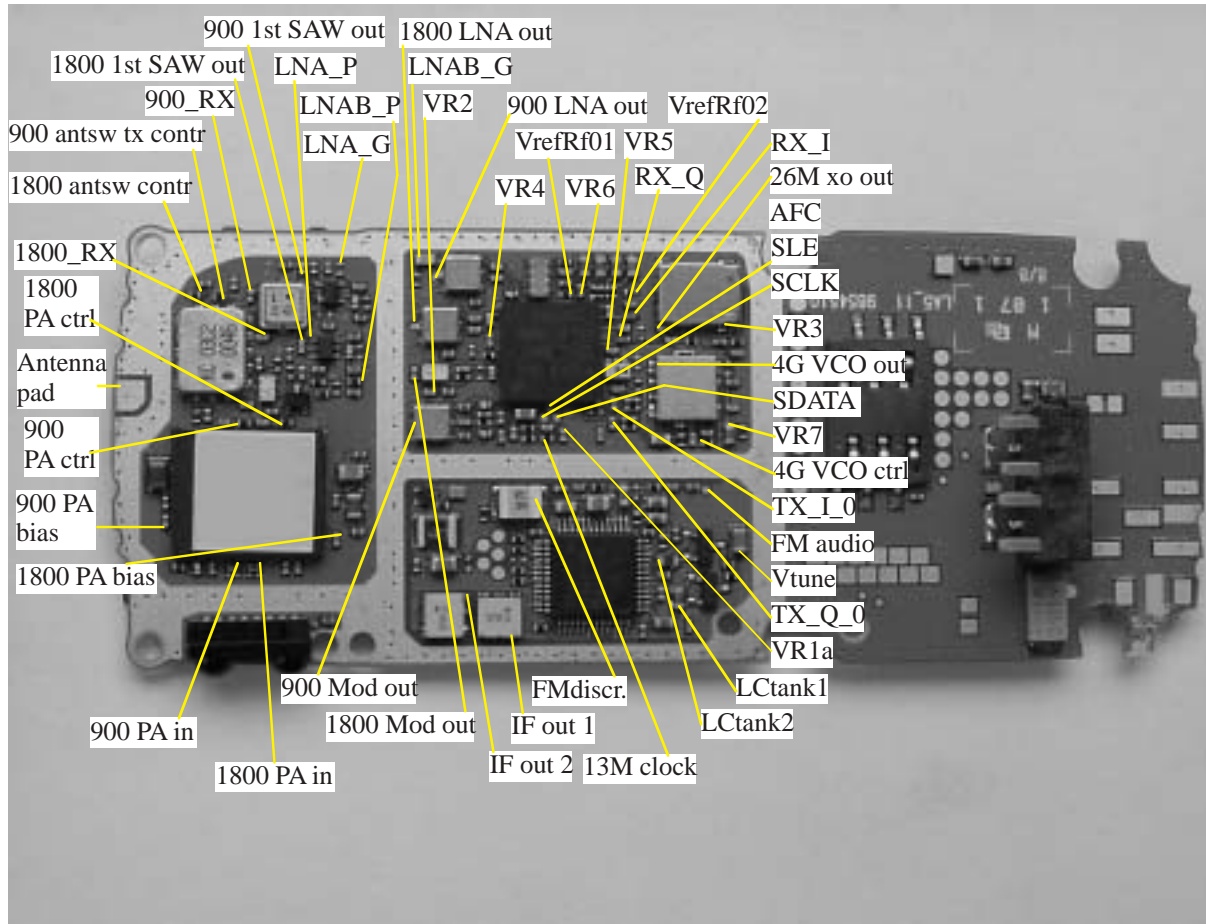 900 1st SAW out
1800 LNA out
1800 1st SAW out
LNA_P
LNAB_G
900_RX
LNAB_P
VR2
900 LNA out
VrefRf02
900 antsw tx contr
LNA_G
VrefRf01
VR5
RX_I
1800 antsw contr
VR4
VR6
RX_Q
26M xo out
AFC
SLE
1800_RX
SCLK
1800
PA ctrl
VR3
Antenna
pad
4G VCO out
SDATA
900
PA ctrl
VR7
4G VCO ctrl
900 PA
bias
TX_I_0
FM audio
1800 PA bias
Vtune
TX_Q_0
VR1a
900 Mod out
FMdiscr.
LCtank1
1800 Mod out
IF out 1
LCtank2
900 PA in
IF out 2
13M clock
1800 PA in